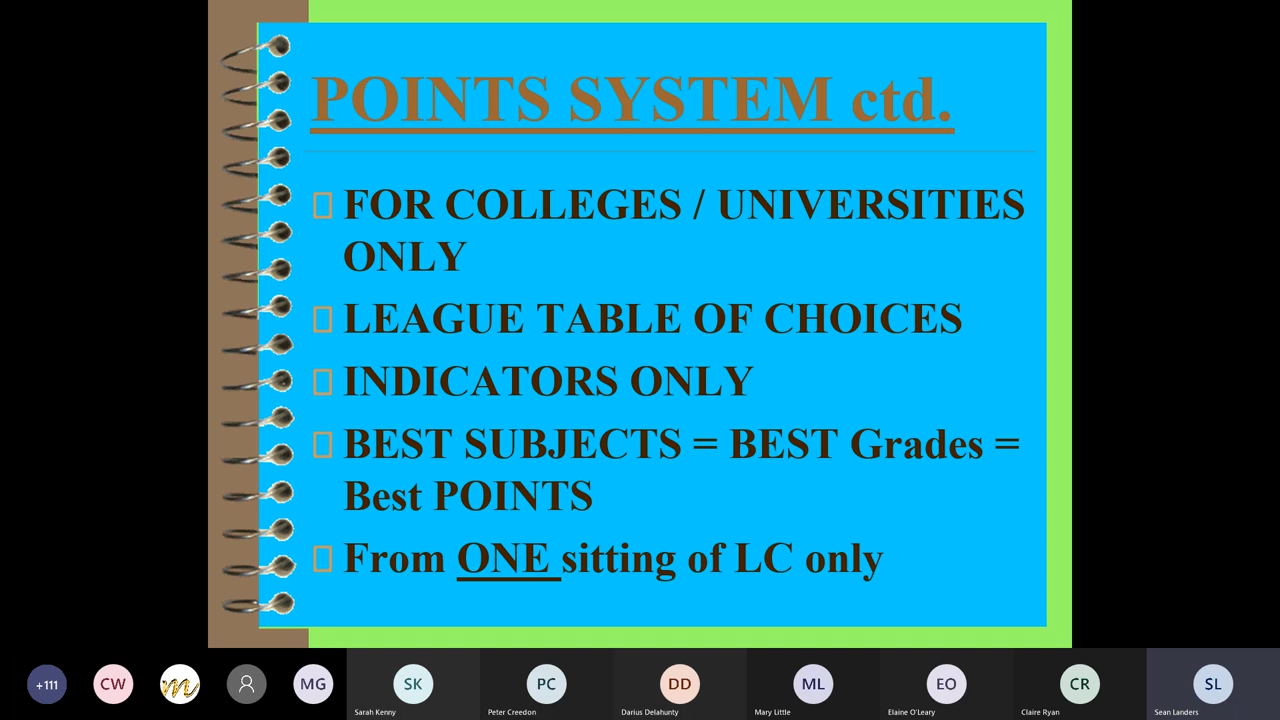 POINTS SYSTEM ctd.
FOR COLLEGES / UNIVERSITIES
ONLY
LEAGUE TABLE OF CHOICES
INDICATORS ONLY
BEST SUBJECTS = BEST Grades =
Best POINTS
From ONE sitting of LC only
+111 CW m MG SK PC DD ML EO CR SL
Sarah Kenny Peter Creedon Darius Delahunty Mary Little Elaine O'Leary Claire Ryan Sean Landers